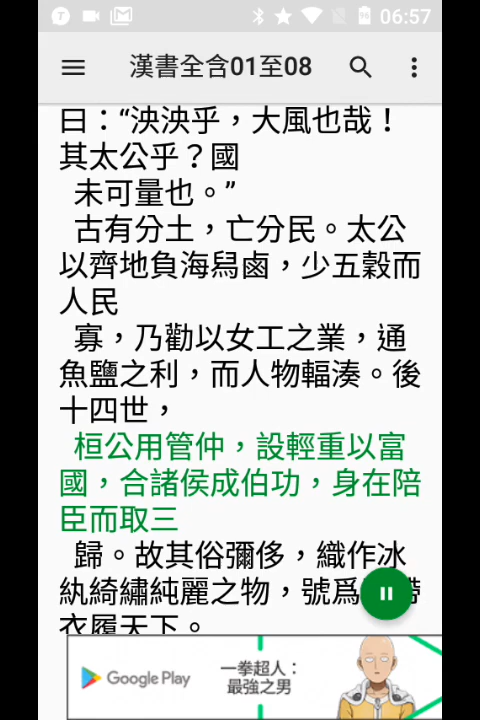 06:57
漢書全含01至08
曰：“泱泱乎，大風也哉！
其太公乎？國
未可量也。”
古有分土，亡分民。太公
以齊地負海舄鹵，少五穀而
人民
寡，乃勸以女工之業，通
魚鹽之利，而人物輻湊。後
十四世，
桓公用管仲，設輕重以富
國，合諸侯成伯功，身在陪
臣而取三
歸。故其俗彌侈，織作冰
紈綺繡純麗之物，號爲
衣履天下。
Google Play
一拳超人：
最強之男